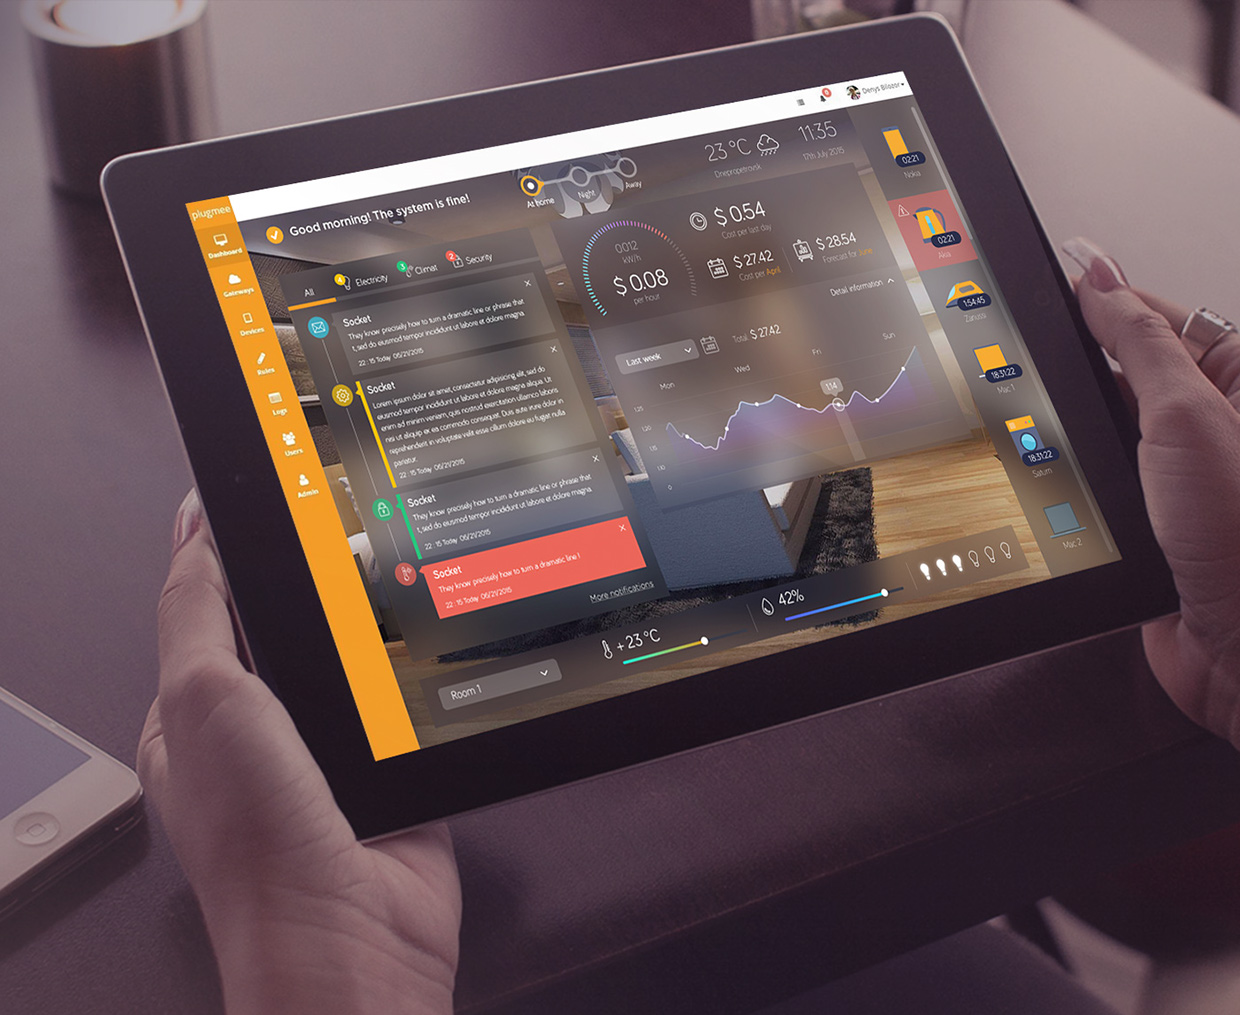 Denys Bilozor
plugmee
Dashboard
Gateways
Devices
Rules
Logs
Users
Admin
Good morning! The system is fine!
At home
Night
Away
23 °C
Dnepropetrovsk
11:35
17th July 2015
All
4
Electricity
3
Climat
2
Security
Socket
They know precisely how to turn a dramatic line or phrase that
t, sed do eiusmod tempor incididunt ut labore et dolore magna.
22 : 15 Today 06/21/2015
Socket
Lorem ipsum dolor sit amet, consectetur adipisicing elit, sed do
eiusmod tempor incididunt ut labore et dolore magna aliqua. Ut
enim ad minim veniam, quis nostrud exercitation ullamco laboris
nisi ut aliquip ex ea commodo consequat. Duis aute irure dolor in
reprehenderit in voluptate velit esse cillum dolore eu fugiat nulla
pariatur.
22 : 15 Today 06/21/2015
Socket
They know precisely how to turn a dramatic line or phrase that
t, sed do eiusmod tempor incididunt ut labore et dolore magna.
22 : 15 Today 06/21/2015
Socket
They know precisely how to turn a dramatic line !
22 : 15 Today 06/21/2015
More notifications
0012
kW/h
$ 0.08
per hour
$ 0.54
Cost per last day
$ 27.42
Cost per April
$ 28.54
Forecast for June
Detail information
Last week
Total $ 27.42
Mon
Wed
Fri
Sun
125
120
115
110
0
114
Room 1
+23 °C
42%
02:21
Nokia
02:21
Akai
1:54:45
Zanussi
18:31:22
Mac 1
18:31:22
Saturn
Mac 2